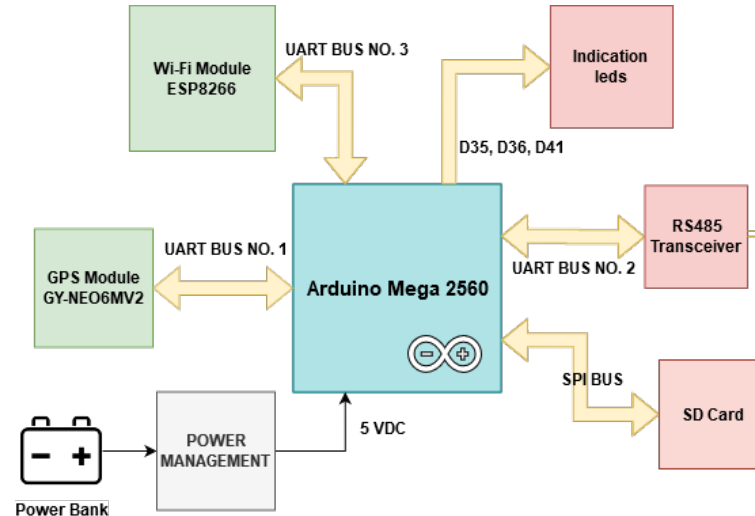 UART BUS NO. 3
Wi-Fi Module
ESP8266
Indication
leds
D35, D36, D41
RS485
Transceiver
UART BUS NO. 1
UART BUS NO. 2
GPS Module
GY-NEO6MV2
Arduino Mega 2560
SPI BUS
SD Card
5 VDC
POWER
MANAGEMENT
Power Bank